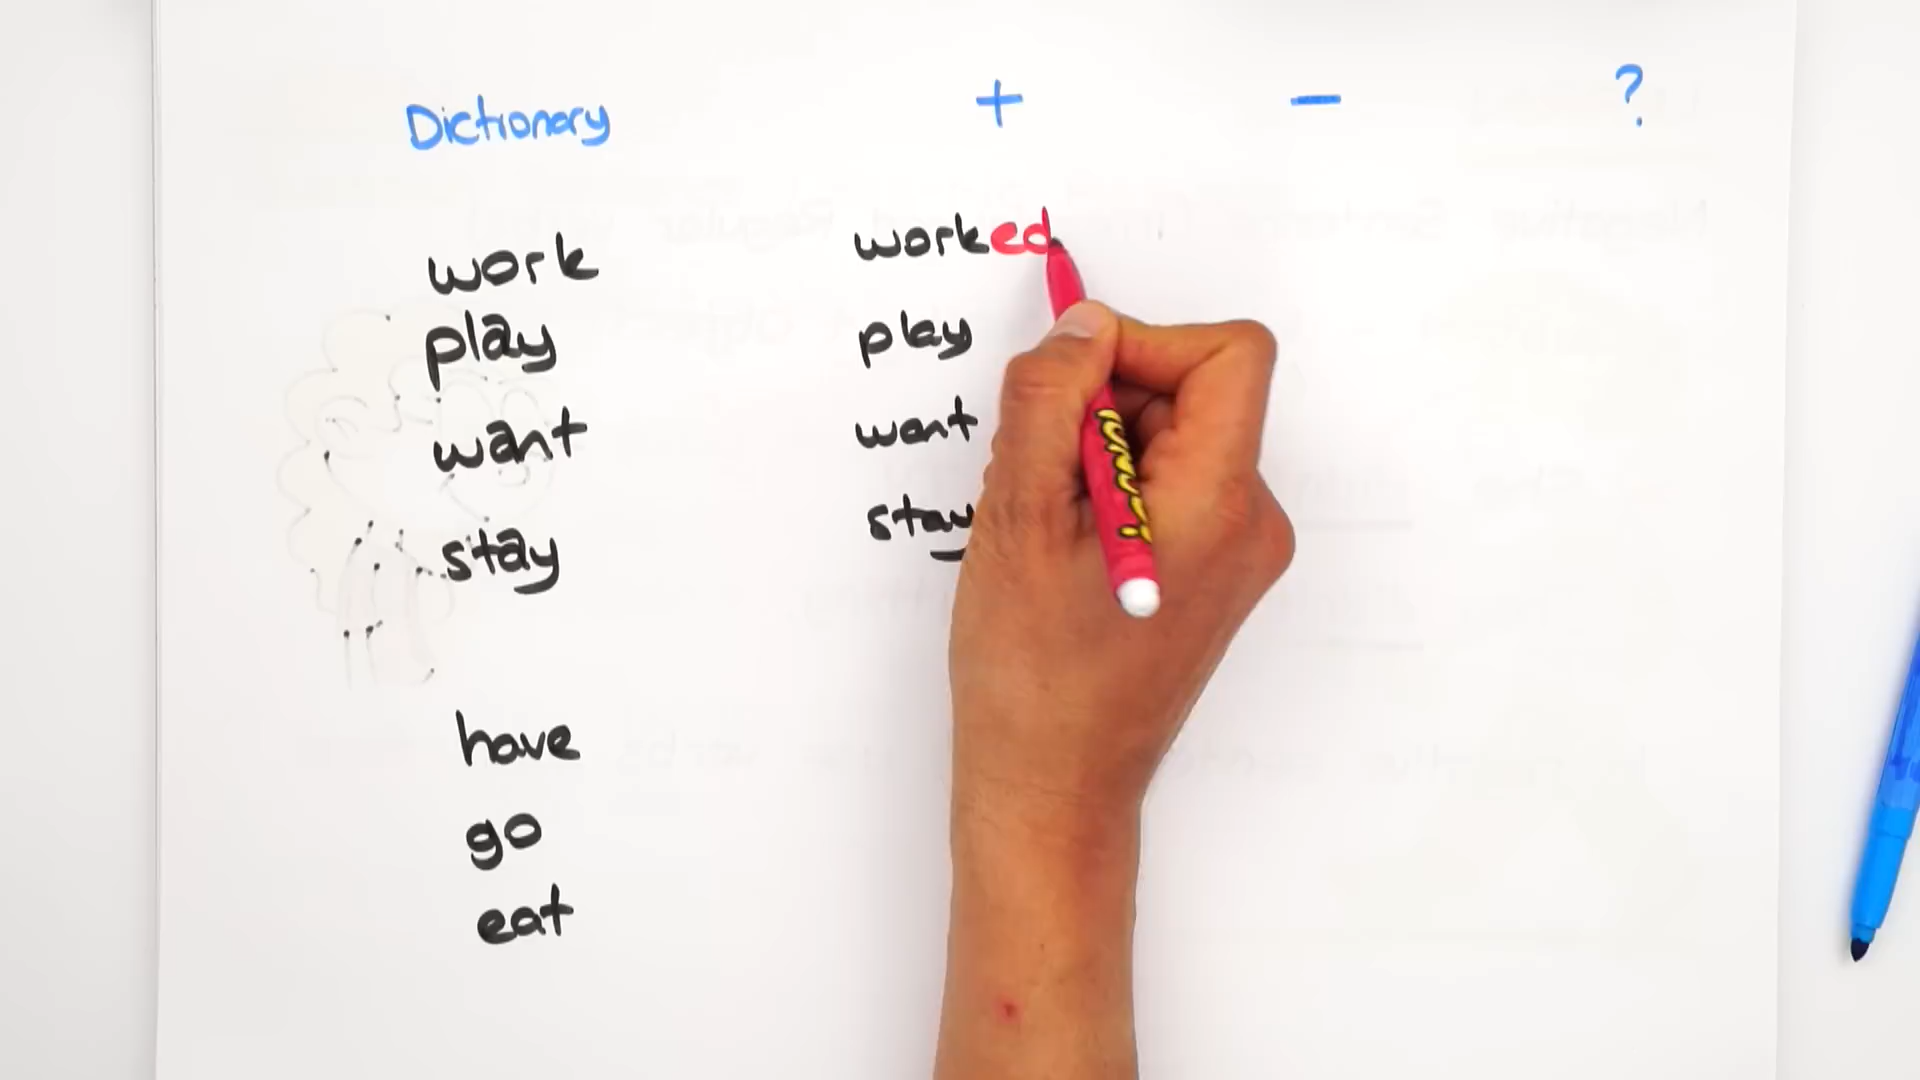 Dictionary + - ?
work worked
play play
want want
stay stay
have
go
eat